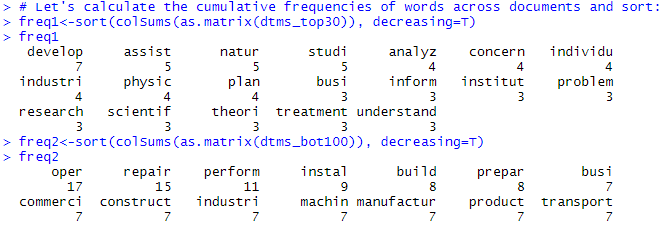 > # Let's calculate the cumulative frequencies of words across documents and sort:
> freq1<-sort(colSums(as.matrix(dtms_top30)), decreasing=T)
> freq1
develop assist natur studi analyz concern individu
7 5 5 5 4 4 4
industri physic plan busi inform institut problem
4 4 4 3 3 3 3
research scientif theori treatment understand
3 3 3 3 3
> freq2<-sort(colSums(as.matrix(dtms_bot100)), decreasing=T)
> freq2
oper repair perform instal build prepar busi
17 15 11 9 8 8 7
commerci construct industri machin manufactur product transport
7 7 7 7 7 7 7